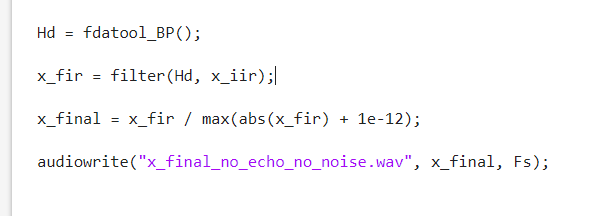 Hd = fdatool_BP();
x_fir = filter(Hd, x_iir);
x_final = x_fir / max(abs(x_fir) + 1e-12);
audiowrite("x_final_no_echo_no_noise.wav", x_final, Fs);